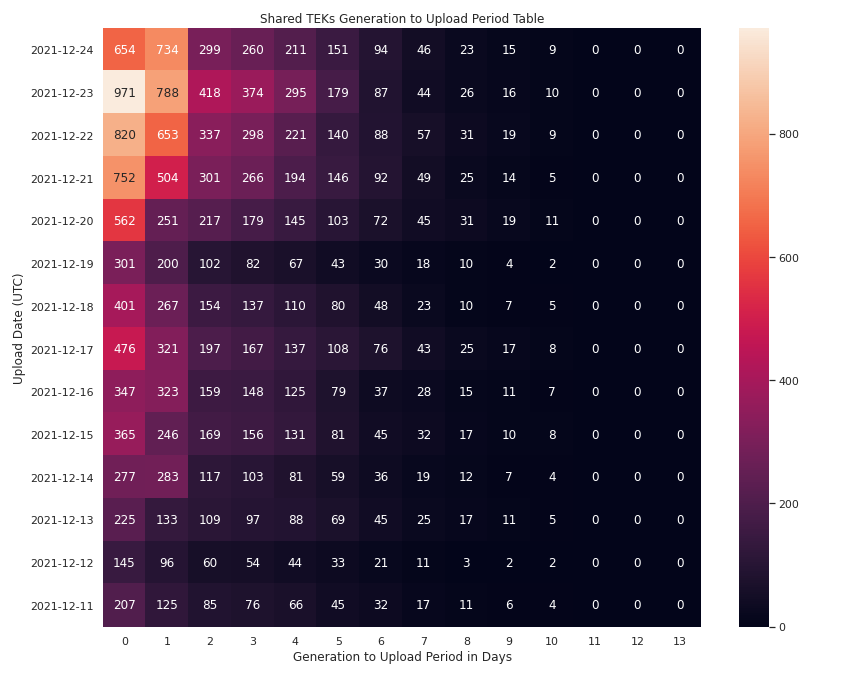 Shared TEKs Generation to Upload Period Table
2021-12-24 654 734 299 260 211 151 94 46 23 15 9 0 0 0
2021-12-23 971 788 418 374 295 179 87 44 26 16 10 0 0 0
2021-12-22 820 653 337 298 221 140 88 57 31 19 9 0 0 0
2021-12-21 752 504 301 266 194 146 92 49 25 14 5 0 0 0
2021-12-20 562 251 217 179 145 103 72 45 31 19 11 0 0 0
2021-12-19 301 200 102 82 67 43 30 18 10 4 2 0 0 0
2021-12-18 401 267 154 137 110 80 48 23 10 7 5 0 0 0
2021-12-17 476 321 197 167 137 108 76 43 25 17 8 0 0 0
2021-12-16 347 323 159 148 125 79 37 28 15 11 7 0 0 0
2021-12-15 365 246 169 156 131 81 45 32 17 10 8 0 0 0
2021-12-14 277 283 117 103 81 59 36 19 12 7 4 0 0 0
2021-12-13 225 133 109 97 88 69 45 25 17 11 5 0 0 0
2021-12-12 145 96 60 54 44 33 21 11 3 2 2 0 0 0
2021-12-11 207 125 85 76 66 45 32 17 11 6 4 0 0 0
0 1 2 3 4 5 6 7 8 9 10 11 12 13
Generation to Upload Period in Days
Upload Date (UTC)
800
600
400
200
0